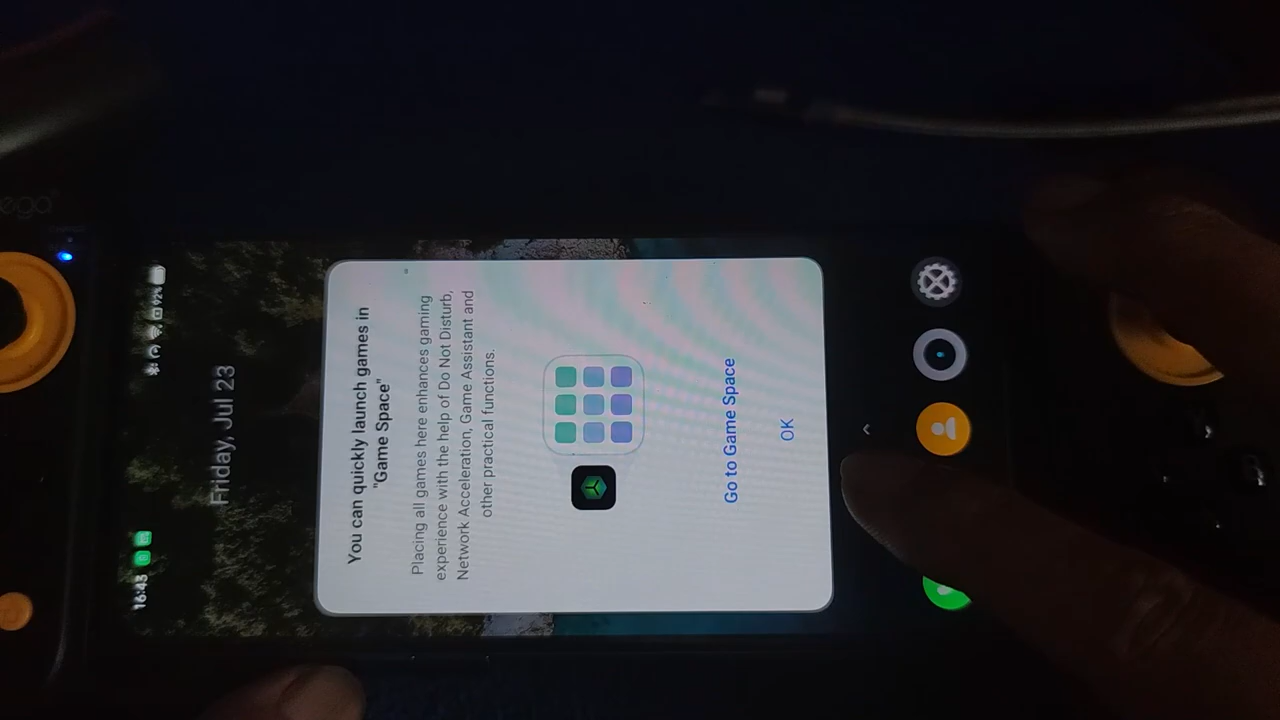 16:43
92%
Friday, Jul 23
You can quickly launch games in
"Game Space"
Placing all games here enhances gaming
experience with the help of Do Not Disturb,
Network Acceleration, Game Assistant and
other practical functions.
Go to Game Space
OK